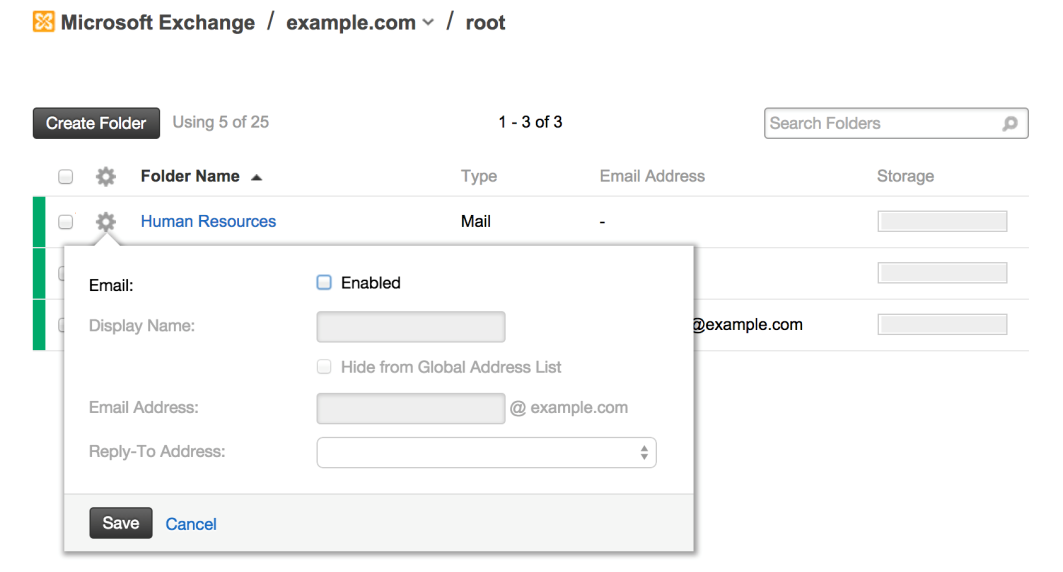 Microsoft Exchange / example.com / root
Create Folder Using 5 of 25 1 - 3 of 3 Search Folders
Folder Name Type Email Address Storage
Human Resources Mail -
Email: Enabled
Display Name:
@example.com
Hide from Global Address List
Email Address: @ example.com
Reply-To Address:
Save Cancel